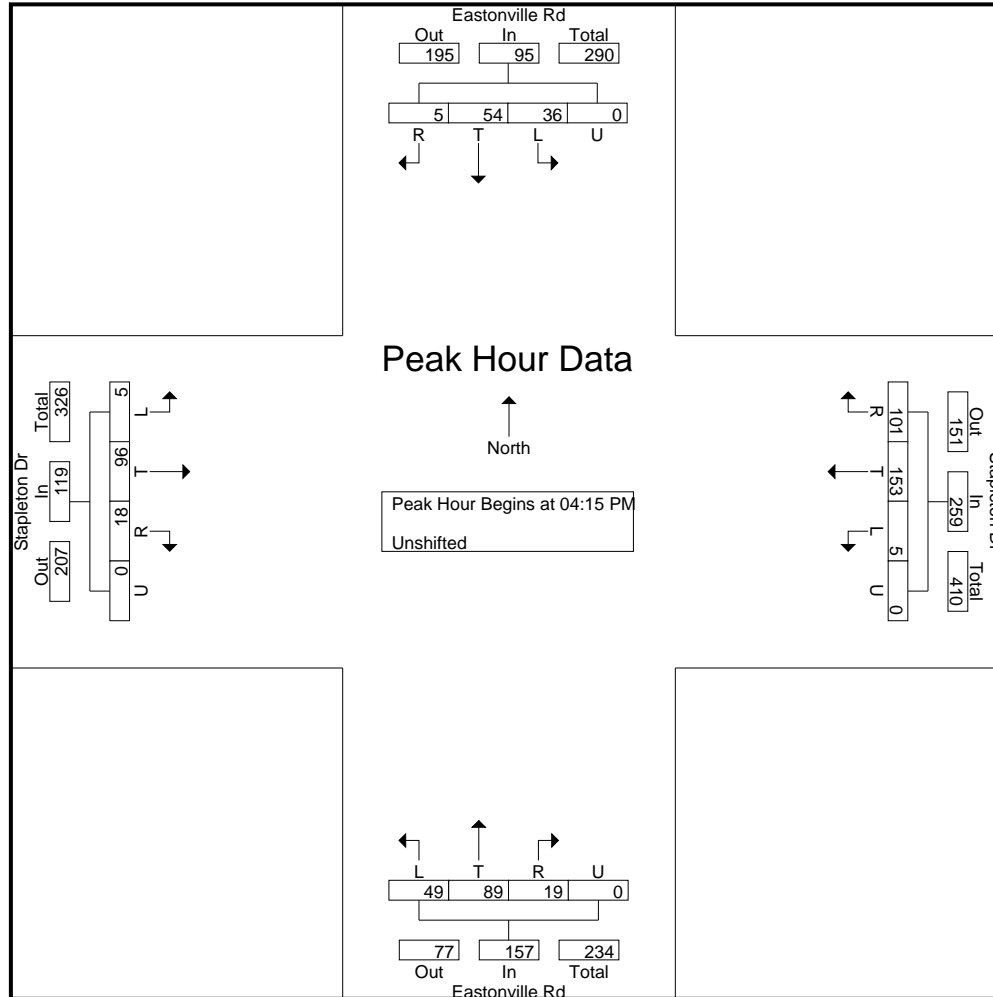 Eastonville Rd
Out In Total
195 95 290
5 54 36 0
R T L U
Peak Hour Data
North
Peak Hour Begins at 04:15 PM
Unshifted
Stapleton Dr
Total In Out
326 119 207
5 96 18 0
L T R U
Out In Total
151 259 410
101 153 5 0
R T L U
L T R U
49 89 19 0
77 157 234
Out In Total
Eastonville Rd